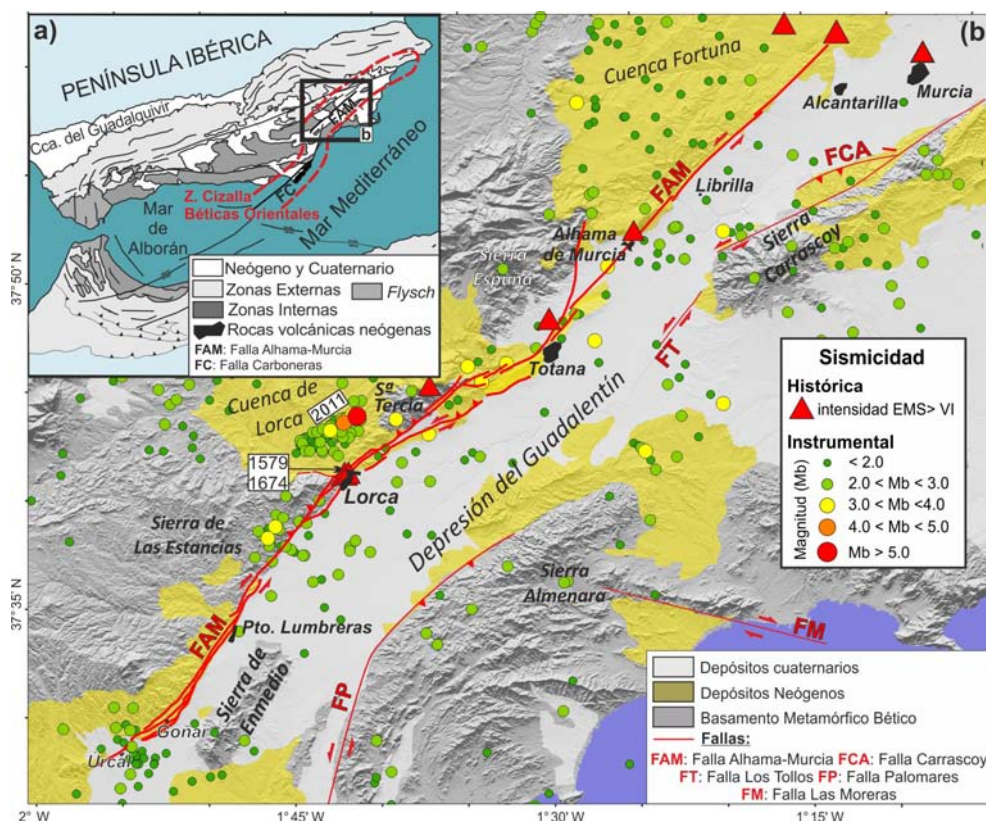 a)
PENÍNSULA IBÉRICA
Cca. del Guadalquivir
FAM
b
FC
Z. Cizalla
Béticas Orientales
Mar
de
Alborán
Mar Mediterráneo
Neógeno y Cuaternario
Zonas Externas
Flysch
Zonas Internas
Rocas volcánicas neógenas
FAM: Falla Alhama-Murcia
FC: Falla Carboneras
(b
Cuenca Fortuna
Alcantarilla
Murcia
FCA
FAM
Librilla
Alhama
de Murcia
Sierra
Carrascoy
Sierra
Espuña
FT
Totana
Sª
Tercia
Cuenca de
Lorca
2011
1579
1674
Lorca
Depresión del Guadalentín
Sierra de
Las Estancias
Sierra
Almenara
FM
FAM
Pto. Lumbreras
Sierra de
Enmedio
FP
Goñar
Urcal
Sismicidad
Histórica
intensidad EMS> VI
Instrumental
Magnitud (Mb)
< 2.0
2.0 < Mb < 3.0
3.0 < Mb <4.0
4.0 < Mb < 5.0
Mb > 5.0
Depósitos cuaternarios
Depósitos Neógenos
Basamento Metamórfico Bético
Fallas:
FAM: Falla Alhama-Murcia FCA: Falla Carrascoy
FT: Falla Los Tollos FP: Falla Palomares
FM: Falla Las Moreras
37°50' N
37°35' N
2° W
1°45' W
1°30' W
1°15' W